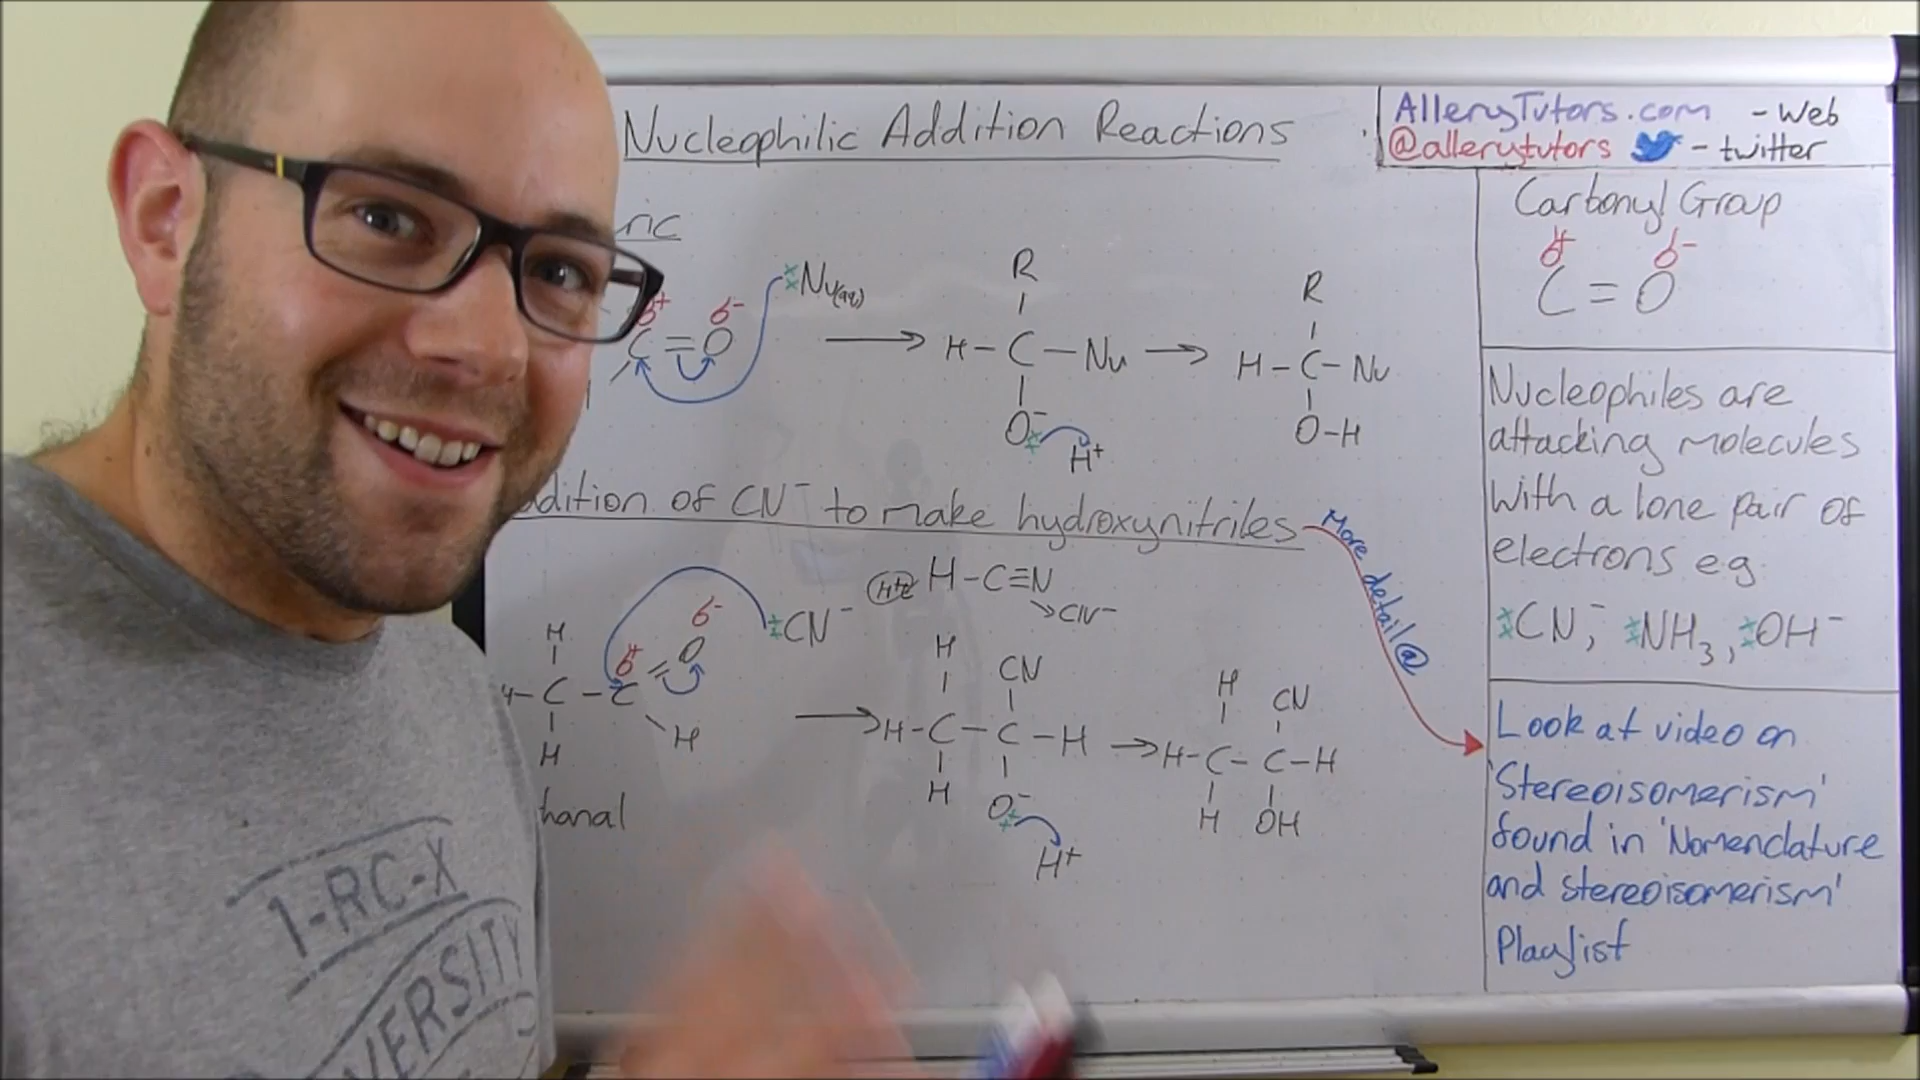 Nucleophilic Addition Reactions
AlleryTutors.com - Web
@allerytutors - twitter
ric
δ+ δ-
C = O
××Nu(aq)
R
H - C - Nu
O-×× H+
R
H - C - Nu
O-H
dition of CN- to make hydroxynitriles
More detail @
H - C≡N
CN-
××CN-
H
δ+ δ-
- C - C = O
H H
hanal
H CN
H - C - C - H
H O-××
H+
H CN
H - C - C - H
H OH
Carbonyl Group
δ+ δ-
C = O
Nucleophiles are
attacking molecules
with a lone pair of
electrons e.g
××CN-, ××NH3, ××OH-
Look at video on
'Stereoisomerism'
found in 'Nomenclature
and stereoisomerism'
Playlist
1-RC-X
VERSITY